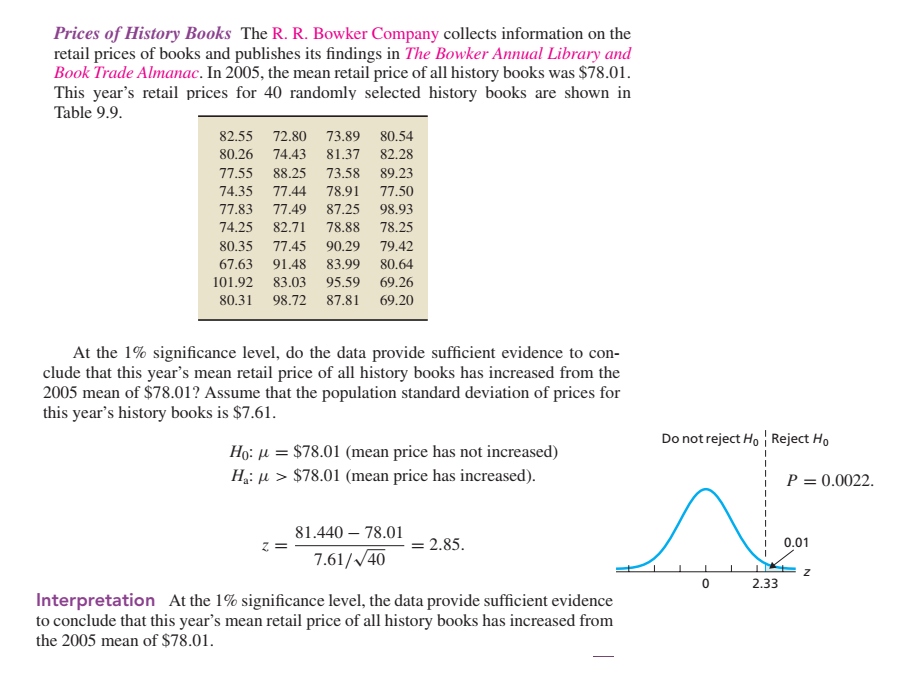 Prices of History Books The R. R. Bowker Company collects information on the
retail prices of books and publishes its findings in The Bowker Annual Library and
Book Trade Almanac. In 2005, the mean retail price of all history books was $78.01.
This year's retail prices for 40 randomly selected history books are shown in
Table 9.9.
82.55 72.80 73.89 80.54
80.26 74.43 81.37 82.28
77.55 88.25 73.58 89.23
74.35 77.44 78.91 77.50
77.83 77.49 87.25 98.93
74.25 82.71 78.88 78.25
80.35 77.45 90.29 79.42
67.63 91.48 83.99 80.64
101.92 83.03 95.59 69.26
80.31 98.72 87.81 69.20
At the 1% significance level, do the data provide sufficient evidence to con-
clude that this year's mean retail price of all history books has increased from the
2005 mean of $78.01? Assume that the population standard deviation of prices for
this year's history books is $7.61.
H₀: μ = $78.01 (mean price has not increased)
Hₐ: μ > $78.01 (mean price has increased).
z = (81.440 − 78.01) / (7.61/√40) = 2.85.
Do not reject H₀ Reject H₀
P = 0.0022.
0.01
z
0 2.33
Interpretation At the 1% significance level, the data provide sufficient evidence
to conclude that this year's mean retail price of all history books has increased from
the 2005 mean of $78.01.